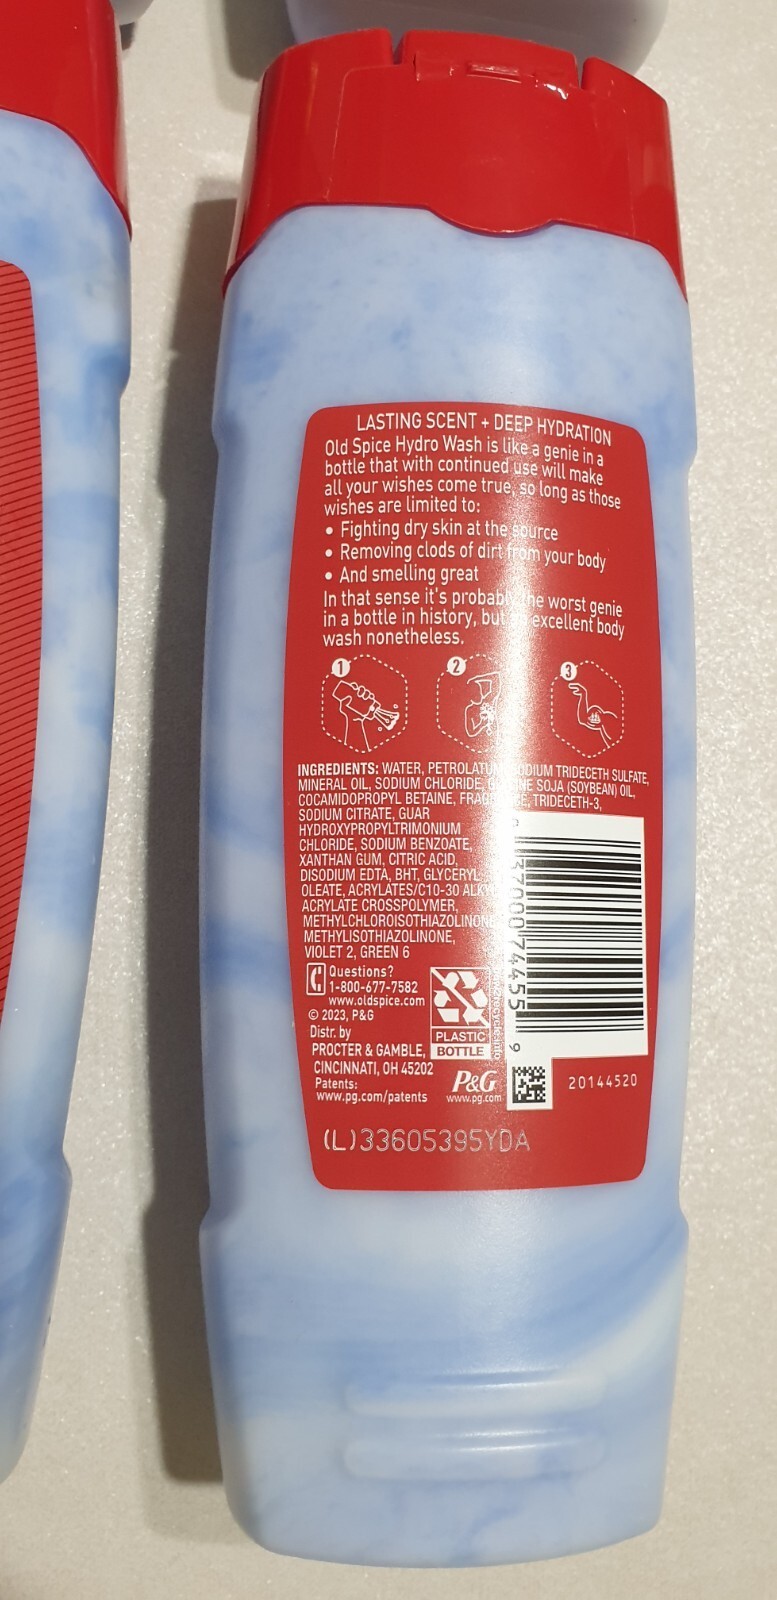 LASTING SCENT + DEEP HYDRATION
Old Spice Hydro Wash is like a genie in a
bottle that with continued use will make
all your wishes come true, so long as those
wishes are limited to:
• Fighting dry skin at the source
• Removing clods of dirt from your body
• And smelling great
In that sense it's probably the worst genie
in a bottle in history, but an excellent body
wash nonetheless.
1 2 3
INGREDIENTS: WATER, PETROLATUM, SODIUM TRIDECETH SULFATE,
MINERAL OIL, SODIUM CHLORIDE, GLYCINE SOJA (SOYBEAN) OIL,
COCAMIDOPROPYL BETAINE, FRAGRANCE, TRIDECETH-3,
SODIUM CITRATE, GUAR
HYDROXYPROPYLTRIMONIUM
CHLORIDE, SODIUM BENZOATE,
XANTHAN GUM, CITRIC ACID,
DISODIUM EDTA, BHT, GLYCERYL
OLEATE, ACRYLATES/C10-30 ALKYL
ACRYLATE CROSSPOLYMER,
METHYLCHLOROISOTHIAZOLINONE,
METHYLISOTHIAZOLINONE,
VIOLET 2, GREEN 6
Questions?
1-800-677-7582
www.oldspice.com
© 2023, P&G
Distr. by
PROCTER & GAMBLE,
CINCINNATI, OH 45202
Patents:
www.pg.com/patents
PLASTIC
BOTTLE
how2recycle.info
P&G
www.pg.com
37000 74455 9
20144520
(L)33605395YDA